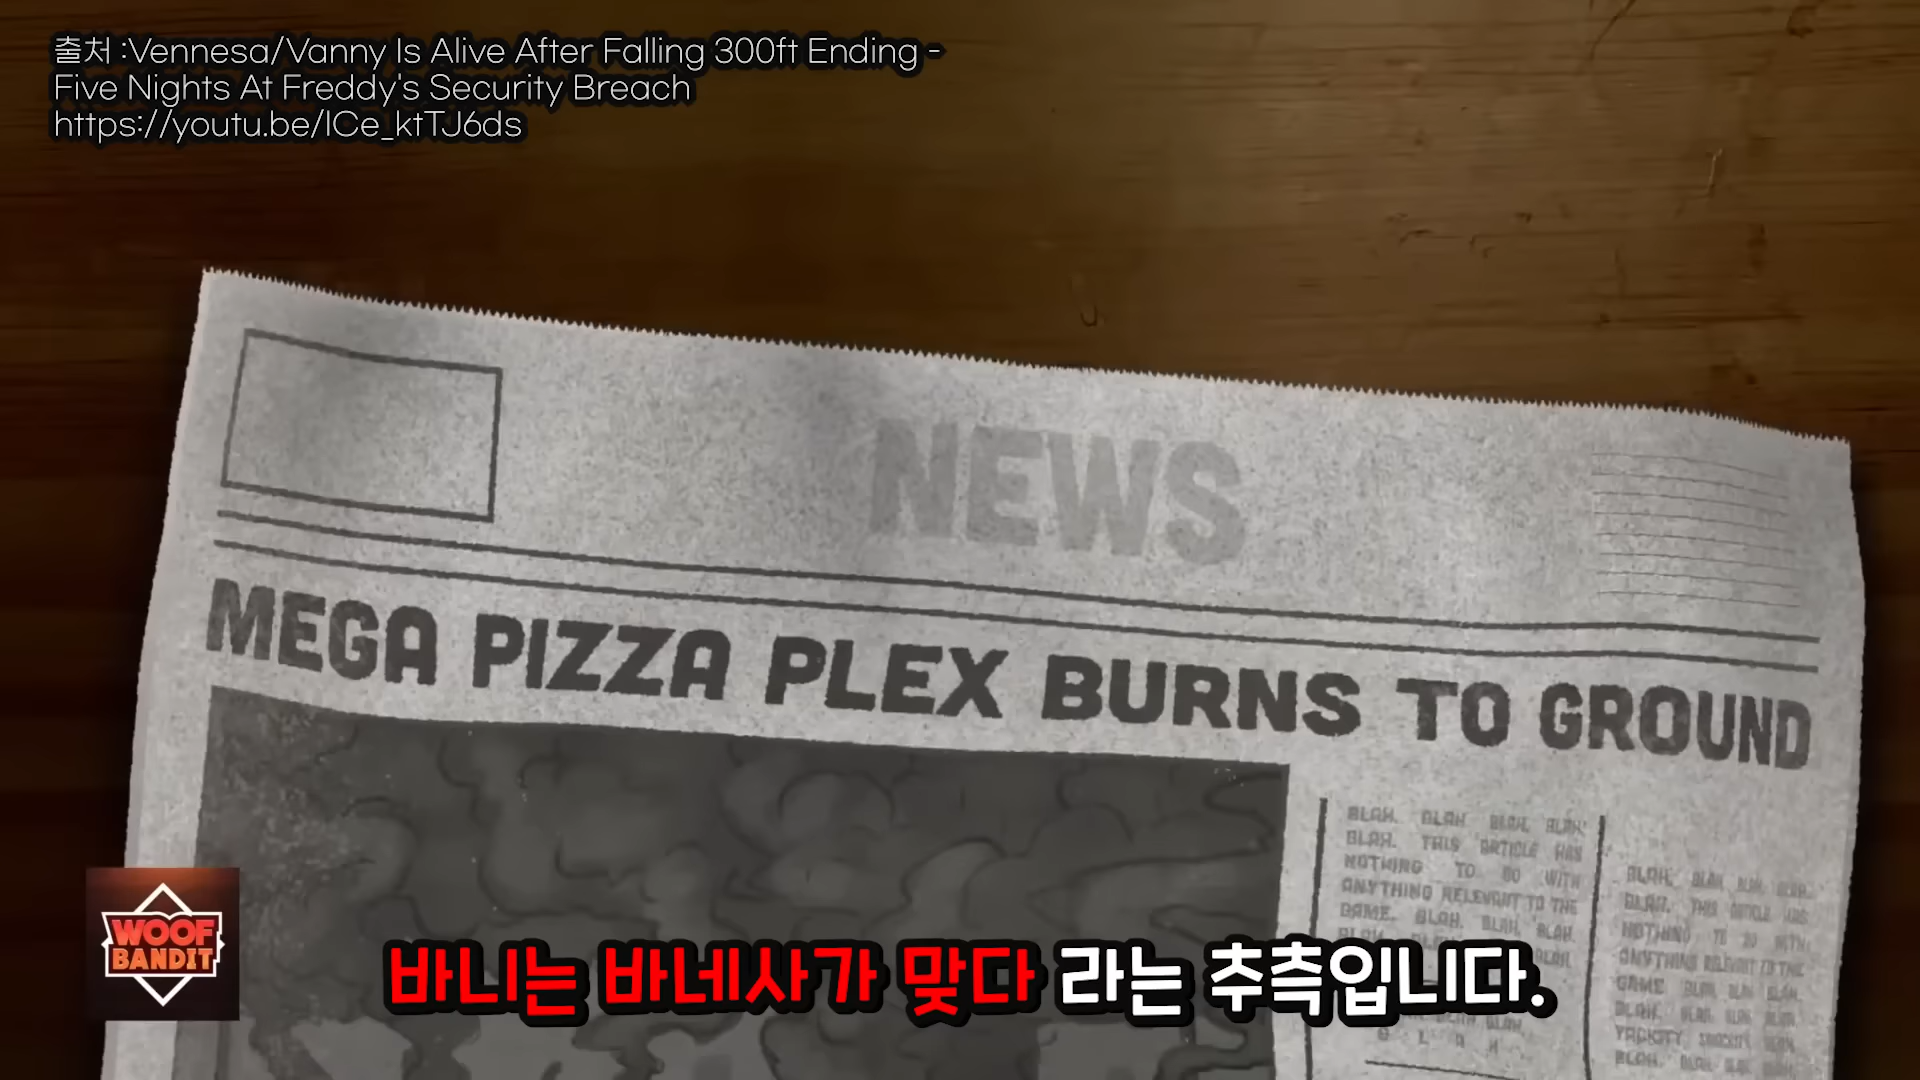 출처 :Vennesa/Vanny Is Alive After Falling 300ft Ending -
Five Nights At Freddy's Security Breach
https://youtu.be/ICe_ktTJ6ds
NEWS
MEGA PIZZA PLEX BURNS TO GROUND
BLAH. BLAH BLAH, BLAH.
BLAH. THIS ARTICLE HAS
NOTHING TO DO WITH
ANYTHING RELEVANT TO THE
GAME. BLAH. BLAH, BLAH.
BLAH, BLAH BLAH, BLAH.
BLAH. THIS ARTICLE HAS
NOTHING TO DO WITH
ANYTHING RELEVANT TO THE
GAME BLAH BLAH BLAH.
WOOF
BANDIT
바니는 바네사가 맞다 라는 추측입니다.